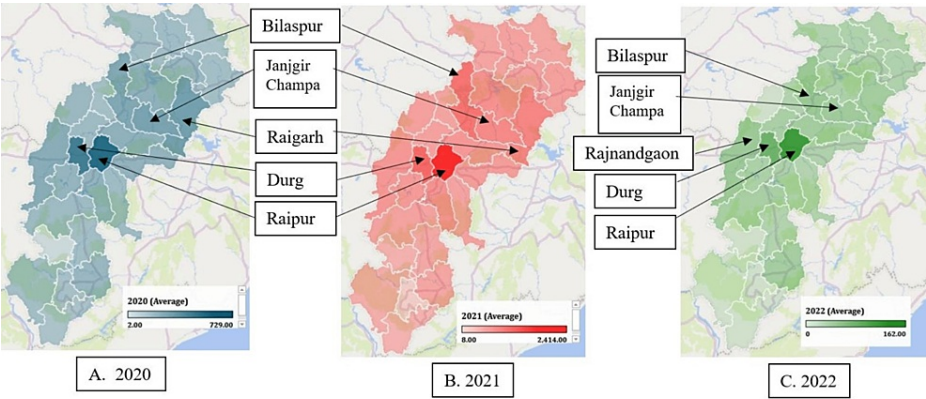 Bilaspur
Janjgir
Champa
Raigarh
Durg
Raipur
Bilaspur
Janjgir
Champa
Rajnandgaon
Durg
Raipur
2020 (Average)
2.00 729.00
2021 (Average)
8.00 2,414.00
2022 (Average)
0 162.00
A. 2020
B. 2021
C. 2022